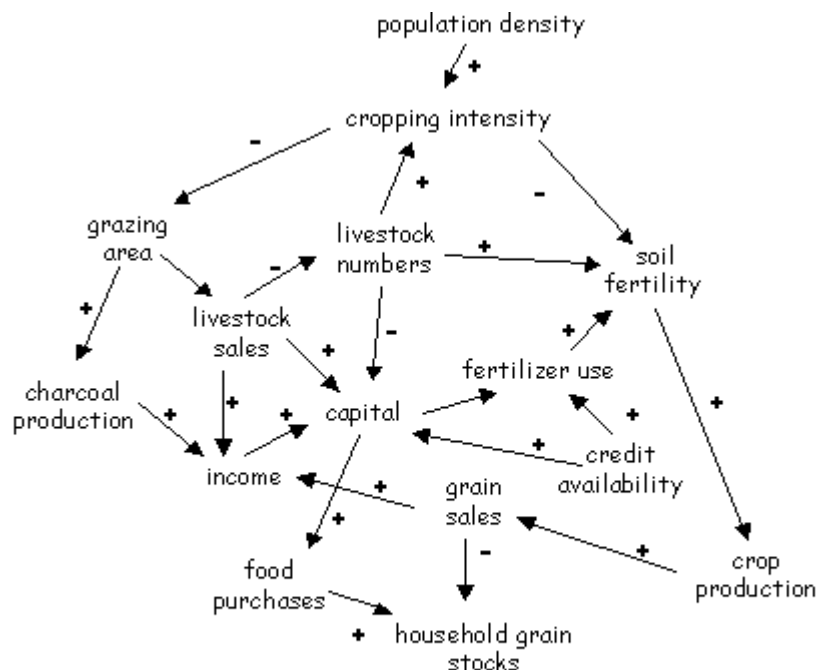 population density
+
cropping intensity
-
+
-
grazing
area
livestock
numbers
+
soil
fertility
-
+
livestock
sales
+
-
+
fertilizer use
charcoal
production
+
+
+
capital
+
+
income
+
credit
availability
+
grain
sales
+
-
+
crop
production
food
purchases
+
household grain
stocks